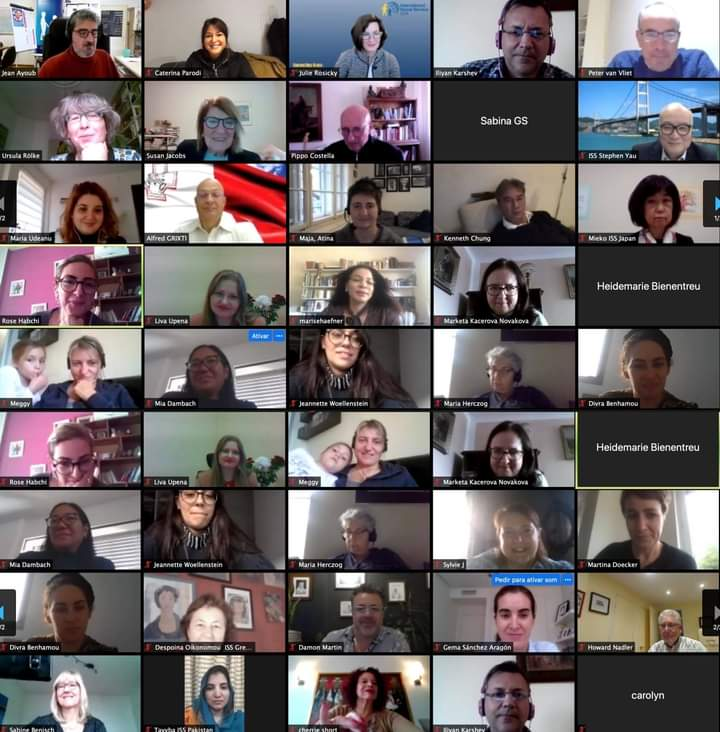 International
Social Service
Jean Ayoub
Caterina Parodi
Julie Rosicky
Iliyan Karshev
Peter van Vliet
Ursula Rölke
Susan Jacobs
Pippo Costella
Sabina GS
ISS Stephen Yau
Maria Udeanu
Alfred GRIXTI
Maja, Atina
Kenneth Chung
Mieko ISS Japan
Rose Habchi
Liva Upena
marisehaefner
Marketa Kacerova Novakova
Heidemarie Bienentreu
Ativar
Meggy
Mia Dambach
Jeannette Woellenstein
Maria Herczog
Divra Benhamou
Rose Habchi
Liva Upena
Meggy
Marketa Kacerova Novakova
Heidemarie Bienentreu
Mia Dambach
Jeannette Woellenstein
Maria Herczog
Sylvie J
Martina Doecker
Pedir para ativar som
Divra Benhamou
Despoina Oikonomou ISS Gre...
Damon Martin
Gema Sánchez Aragón
Howard Nadler
Sabine Benisch
Tayyba ISS Pakistan
cherrie short
Iliyan Karshev
carolyn